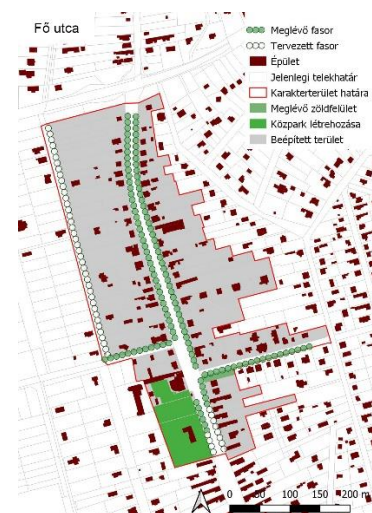 Fő utca
Meglévő fasor
Tervezett fasor
Épület
Jelenlegi telekhatár
Karakterterület határa
Meglévő zöldfelület
Közpark létrehozása
Beépített terület
0 50 100 150 200 m